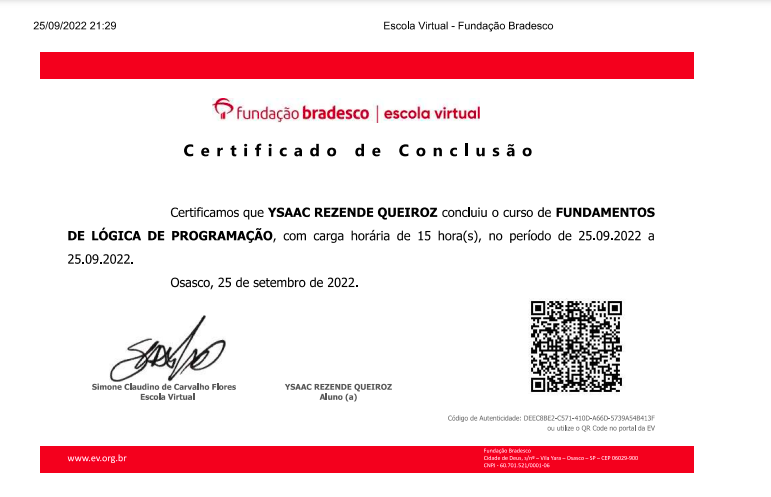 25/09/2022 21:29 Escola Virtual - Fundação Bradesco
fundação bradesco | escola virtual
Certificado de Conclusão
Certificamos que YSAAC REZENDE QUEIROZ concluiu o curso de FUNDAMENTOS
DE LÓGICA DE PROGRAMAÇÃO, com carga horária de 15 hora(s), no período de 25.09.2022 a
25.09.2022.
Osasco, 25 de setembro de 2022.
Simone Claudino de Carvalho Flores
Escola Virtual
YSAAC REZENDE QUEIROZ
Aluno (a)
Código de Autenticidade: DEEC8BE2-C571-410D-A66D-5739A54B413F
ou utilize o QR Code no portal da EV
www.ev.org.br
Fundação Bradesco
Cidade de Deus, s/nº – Vila Yara – Osasco – SP – CEP 06029-900
CNPJ - 60.701.521/0001-06